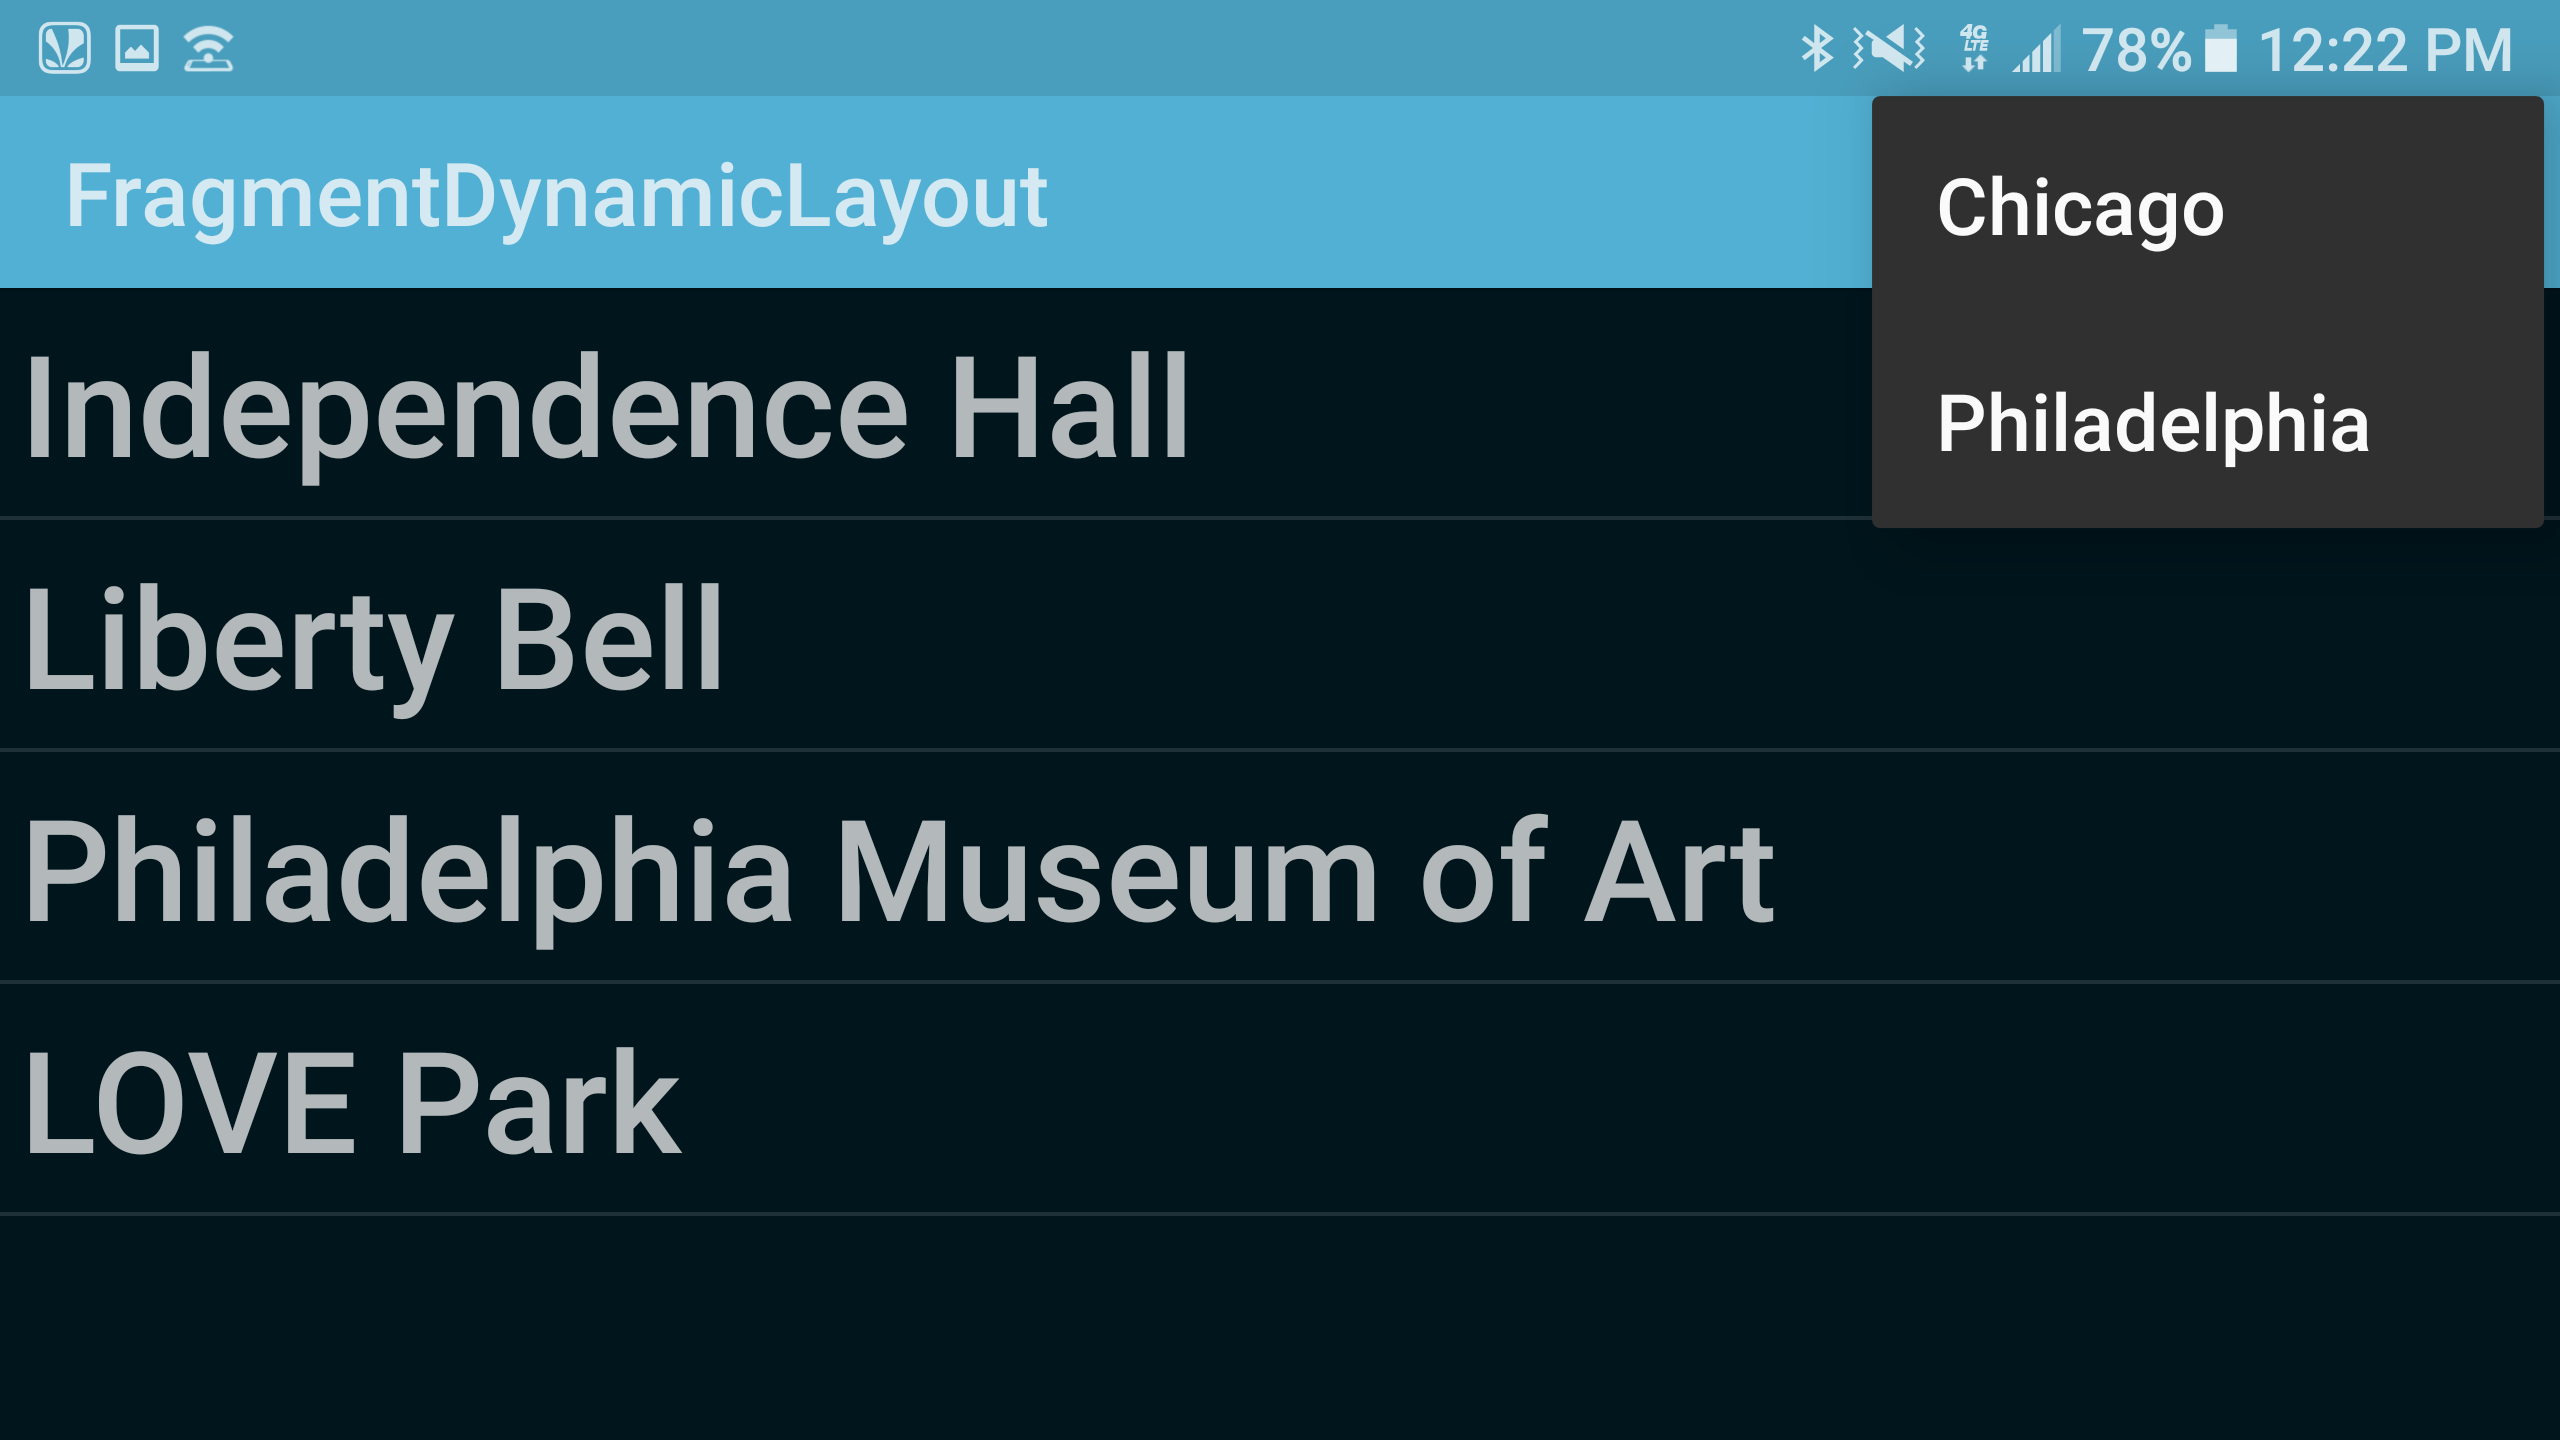 4G
LTE
78%
12:22 PM
FragmentDynamicLayout
Chicago
Philadelphia
Independence Hall
Liberty Bell
Philadelphia Museum of Art
LOVE Park